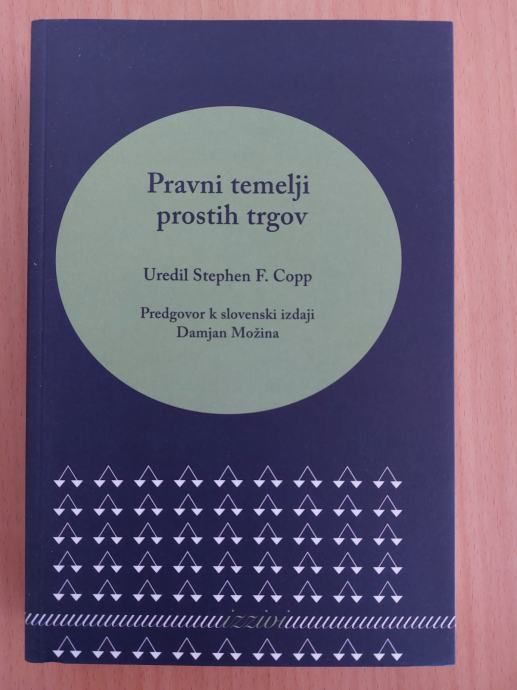 Pravni temelji
prostih trgov
Uredil Stephen F. Copp
Predgovor k slovenski izdaji
Damjan Možina
izzivi